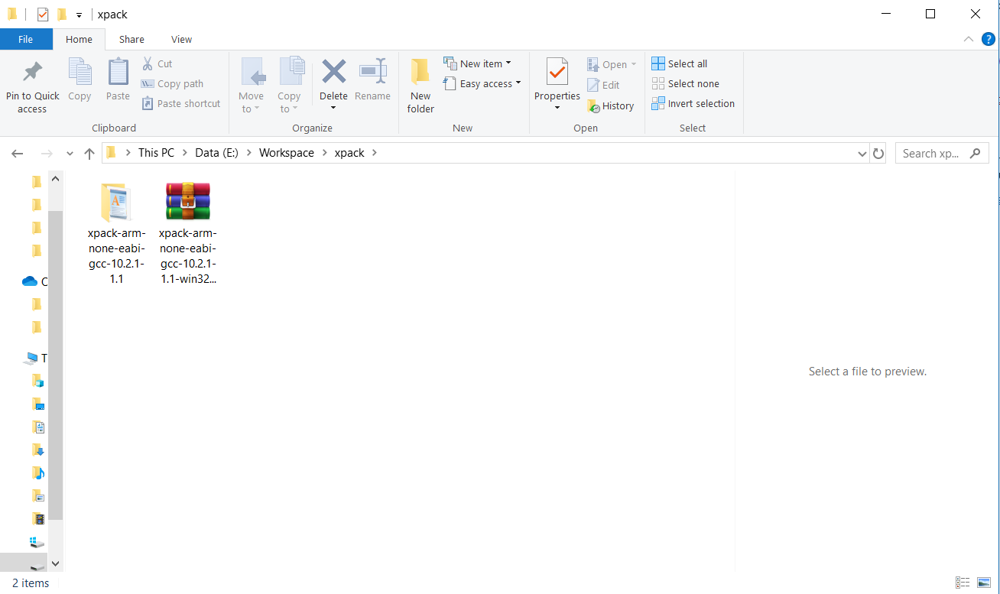 xpack
File Home Share View
Pin to Quick access
Copy
Paste
Cut
Copy path
Paste shortcut
Clipboard
Move to
Copy to
Delete
Rename
Organize
New folder
New item
Easy access
New
Properties
Open
Edit
History
Open
Select all
Select none
Invert selection
Select
This PC > Data (E:) > Workspace > xpack >
Search xp...
xpack-arm-
none-eabi-
gcc-10.2.1-
1.1
xpack-arm-
none-eabi-
gcc-10.2.1-
1.1-win32...
Select a file to preview.
T
2 items